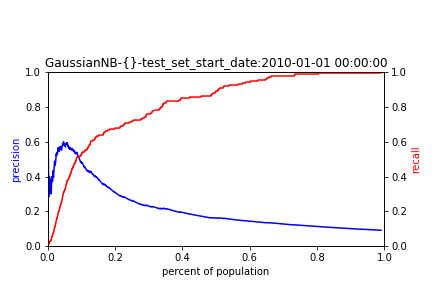 GaussianNB-{}-test_set_start_date:2010-01-01 00:00:00
1.0
0.8
0.6
0.4
0.2
0.0
precision
1.0
0.8
0.6
0.4
0.2
0.0
recall
0.0 0.2 0.4 0.6 0.8 1.0
percent of population